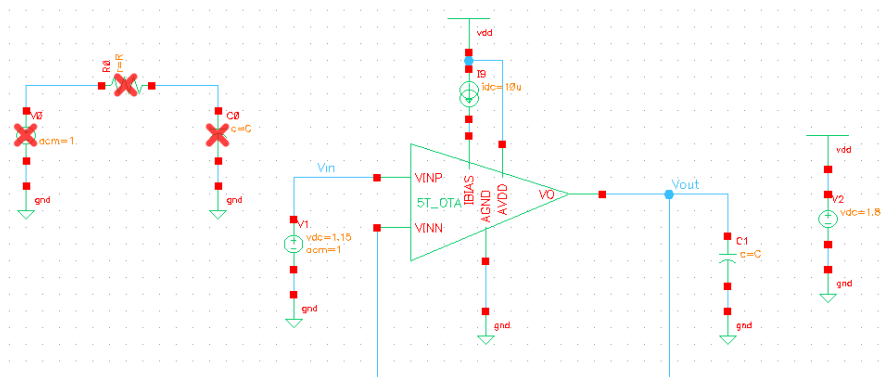 vdd
R0
r=R
I9
idc=10u
V0
acm=1
C0
c=C
gnd
gnd
Vin
VINP
5T_OTA
VINN
IBIAS
AGND
AVDD
VO
Vout
V1
vdc=1.15
acm=1
gnd
gnd
C1
c=C
gnd
vdd
V2
vdc=1.8
gnd